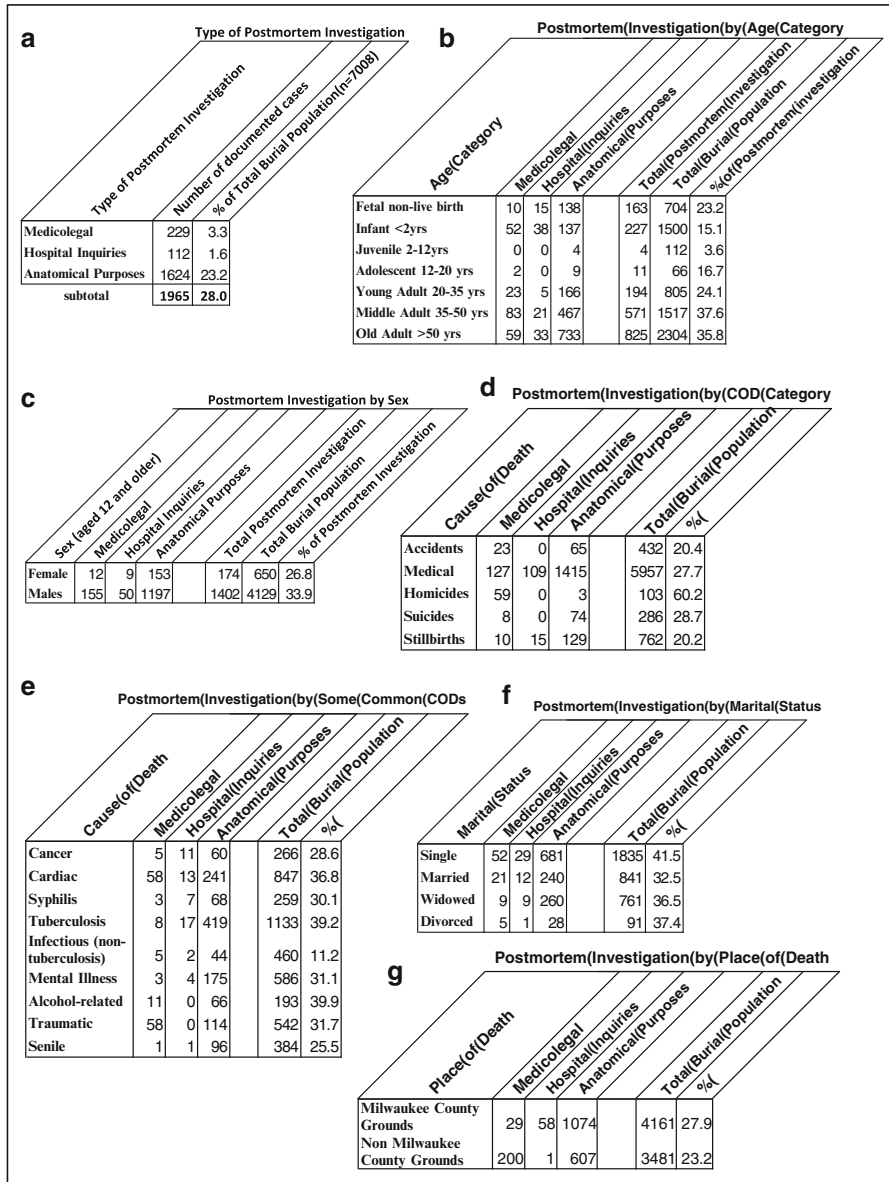 a
Type of Postmortem Investigation
Type of Postmortem Investigation
Number of documented cases
% of Total Burial Population(n=7008)
Medicolegal 229 3.3
Hospital Inquiries 112 1.6
Anatomical Purposes 1624 23.2
subtotal 1965 28.0
b
Postmortem(Investigation(by(Age(Category
Age(Category
Medicolegal
Hospital(Inquiries
Anatomical(Purposes
Total(Postmortem(Investigation
Total(Burial(Population
%(of(Postmortem(investigation
Fetal non-live birth 10 15 138 163 704 23.2
Infant <2yrs 52 38 137 227 1500 15.1
Juvenile 2-12yrs 0 0 4 4 112 3.6
Adolescent 12-20 yrs 2 0 9 11 66 16.7
Young Adult 20-35 yrs 23 5 166 194 805 24.1
Middle Adult 35-50 yrs 83 21 467 571 1517 37.6
Old Adult >50 yrs 59 33 733 825 2304 35.8
c
Postmortem Investigation by Sex
Sex (aged 12 and older)
Medicolegal
Hospital Inquiries
Anatomical Purposes
Total Postmortem Investigation
Total Burial Population
% of Postmortem Investigation
Female 12 9 153 174 650 26.8
Males 155 50 1197 1402 4129 33.9
d
Postmortem(Investigation(by(COD(Category
Cause(of(Death
Medicolegal
Hospital(Inquiries
Anatomical(Purposes
Total(Burial(Population
%(
Accidents 23 0 65 432 20.4
Medical 127 109 1415 5957 27.7
Homicides 59 0 3 103 60.2
Suicides 8 0 74 286 28.7
Stillbirths 10 15 129 762 20.2
e
Postmortem(Investigation(by(Some(Common(CODs
Cause(of(Death
Medicolegal
Hospital(Inquiries
Anatomical(Purposes
Total(Burial(Population
%(
Cancer 5 11 60 266 28.6
Cardiac 58 13 241 847 36.8
Syphilis 3 7 68 259 30.1
Tuberculosis 8 17 419 1133 39.2
Infectious (non-
tuberculosis) 5 2 44 460 11.2
Mental Illness 3 4 175 586 31.1
Alcohol-related 11 0 66 193 39.9
Traumatic 58 0 114 542 31.7
Senile 1 1 96 384 25.5
f
Postmortem(Investigation(by(Marital(Status
Marital(Status
Medicolegal
Hospital(Inquiries
Anatomical(Purposes
Total(Burial(Population
%(
Single 52 29 681 1835 41.5
Married 21 12 240 841 32.5
Widowed 9 9 260 761 36.5
Divorced 5 1 28 91 37.4
g
Postmortem(Investigation(by(Place(of(Death
Place(of(Death
Medicolegal
Hospital(Inquiries
Anatomical(Purposes
Total(Burial(Population
%(
Milwaukee County
Grounds 29 58 1074 4161 27.9
Non Milwaukee
County Grounds 200 1 607 3481 23.2